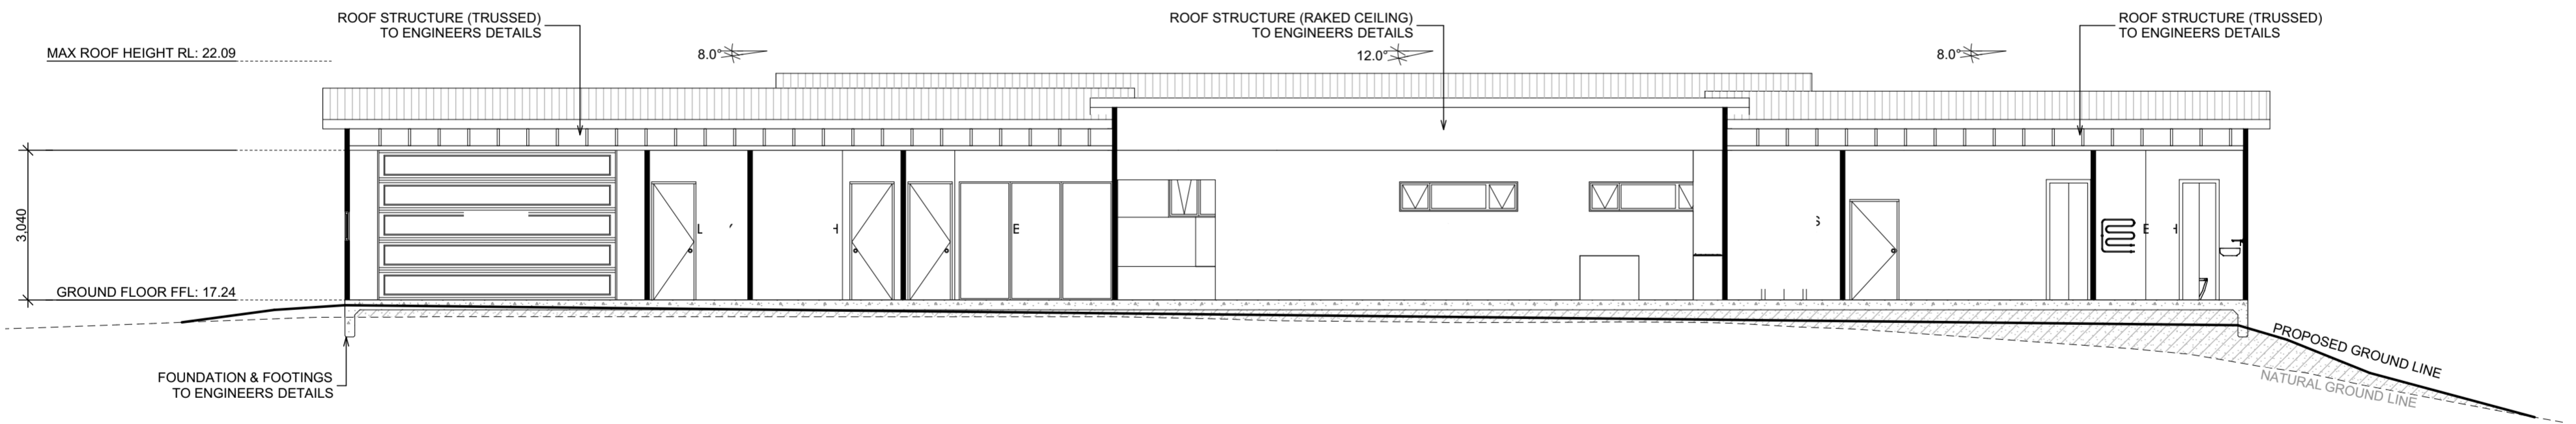 ROOF STRUCTURE (TRUSSED)
TO ENGINEERS DETAILS
ROOF STRUCTURE (RAKED CEILING)
TO ENGINEERS DETAILS
ROOF STRUCTURE (TRUSSED)
TO ENGINEERS DETAILS
MAX ROOF HEIGHT RL: 22.09
8.0°
12.0°
8.0°
3.040
GROUND FLOOR FFL: 17.24
FOUNDATION & FOOTINGS
TO ENGINEERS DETAILS
PROPOSED GROUND LINE
NATURAL GROUND LINE